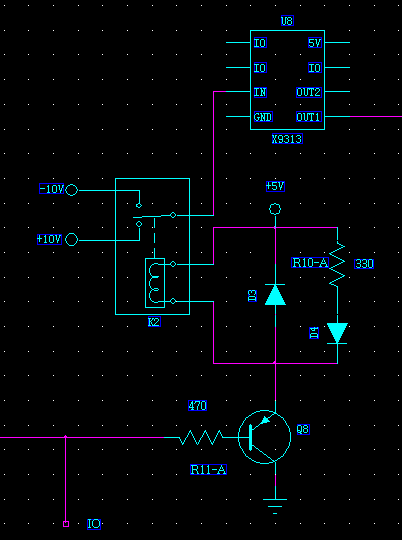 U8
IO 5V
IO IO
IN OUT2
GND OUT1
X9313
-10V
+5V
+10V
R10-A 330
D3
D4
K2
470
Q8
R11-A
IO